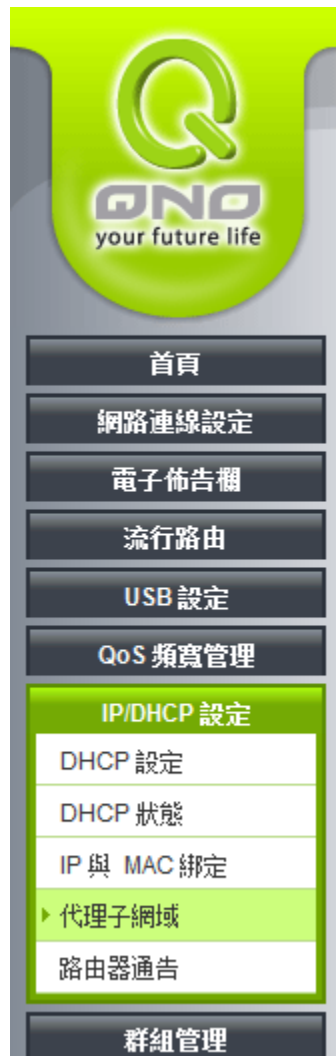 QNO
your future life
首頁
網路連線設定
電子佈告欄
流行路由
USB 設定
QoS 頻寬管理
IP/DHCP 設定
DHCP 設定
DHCP 狀態
IP 與 MAC 綁定
代理子網域
路由器通告
群組管理